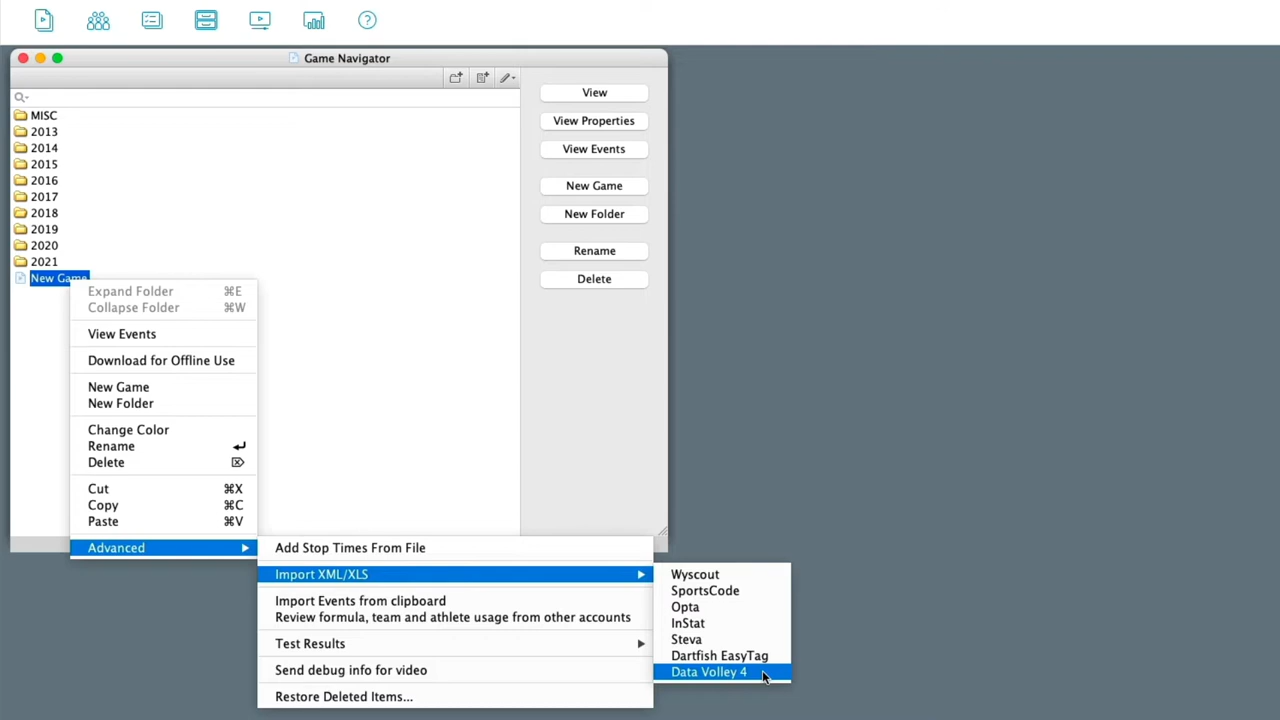 Game Navigator
MISC
2013
2014
2015
2016
2017
2018
2019
2020
2021
New Game
View
View Properties
View Events
New Game
New Folder
Rename
Delete
Expand Folder ⌘E
Collapse Folder ⌘W
View Events
Download for Offline Use
New Game
New Folder
Change Color
Rename ↵
Delete ⌦
Cut ⌘X
Copy ⌘C
Paste ⌘V
Advanced
Add Stop Times From File
Import XML/XLS
Import Events from clipboard
Review formula, team and athlete usage from other accounts
Test Results
Send debug info for video
Restore Deleted Items...
Wyscout
SportsCode
Opta
InStat
Steva
Dartfish EasyTag
Data Volley 4